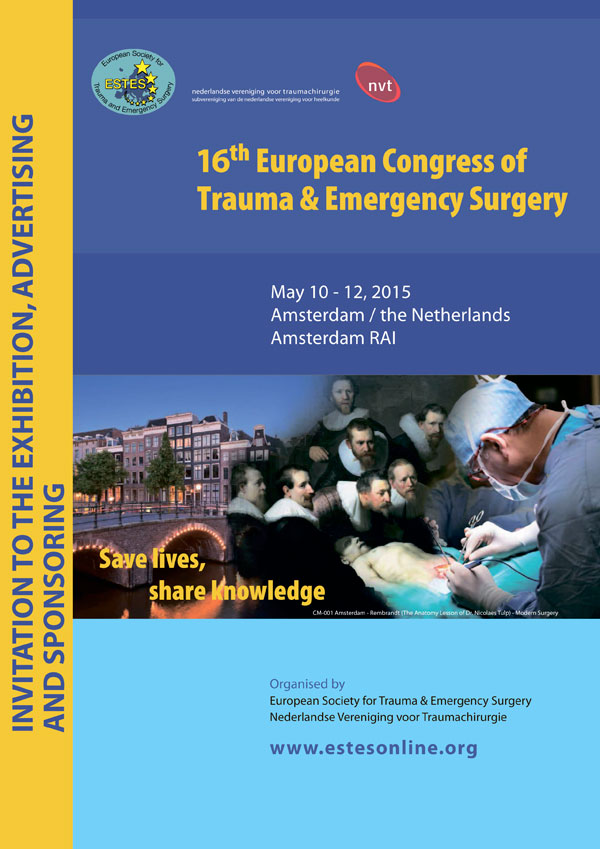 INVITATION TO THE EXHIBITION, ADVERTISING
AND SPONSORING
European Society for
ESTES
Trauma and Emergency Surgery
nederlandse vereniging voor traumachirurgie
subvereniging van de nederlandse vereniging voor heelkunde
nvt
16th European Congress of
Trauma & Emergency Surgery
May 10 - 12, 2015
Amsterdam / the Netherlands
Amsterdam RAI
Save lives,
share knowledge
CM-001 Amsterdam - Rembrandt (The Anatomy Lesson of Dr. Nicolaes Tulp) - Modern Surgery
Organised by
European Society for Trauma & Emergency Surgery
Nederlandse Vereniging voor Traumachirurgie
www.estesonline.org